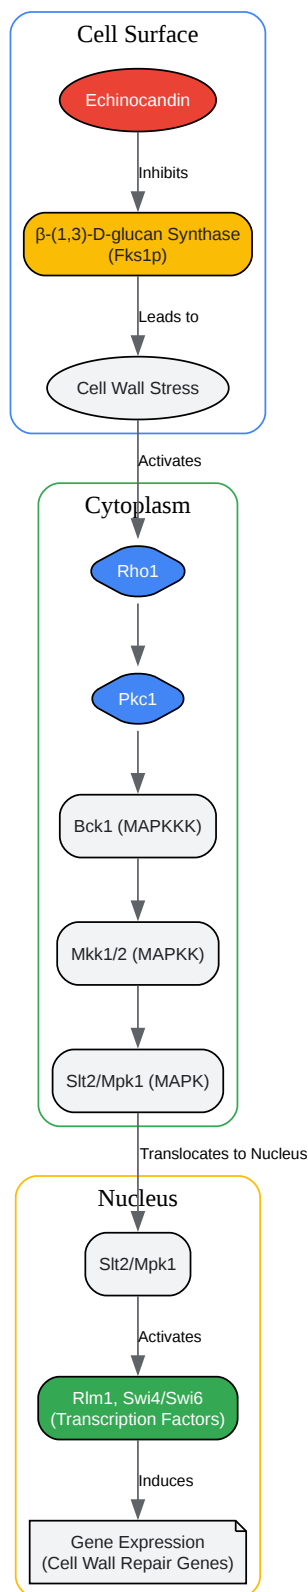 Cell Surface
Echinocandin
Inhibits
β-(1,3)-D-glucan Synthase
(Fks1p)
Leads to
Cell Wall Stress
Activates
Cytoplasm
Rho1
Pkc1
Bck1 (MAPKKK)
Mkk1/2 (MAPKK)
Slt2/Mpk1 (MAPK)
Translocates to Nucleus
Nucleus
Slt2/Mpk1
Activates
Rlm1, Swi4/Swi6
(Transcription Factors)
Induces
Gene Expression
(Cell Wall Repair Genes)